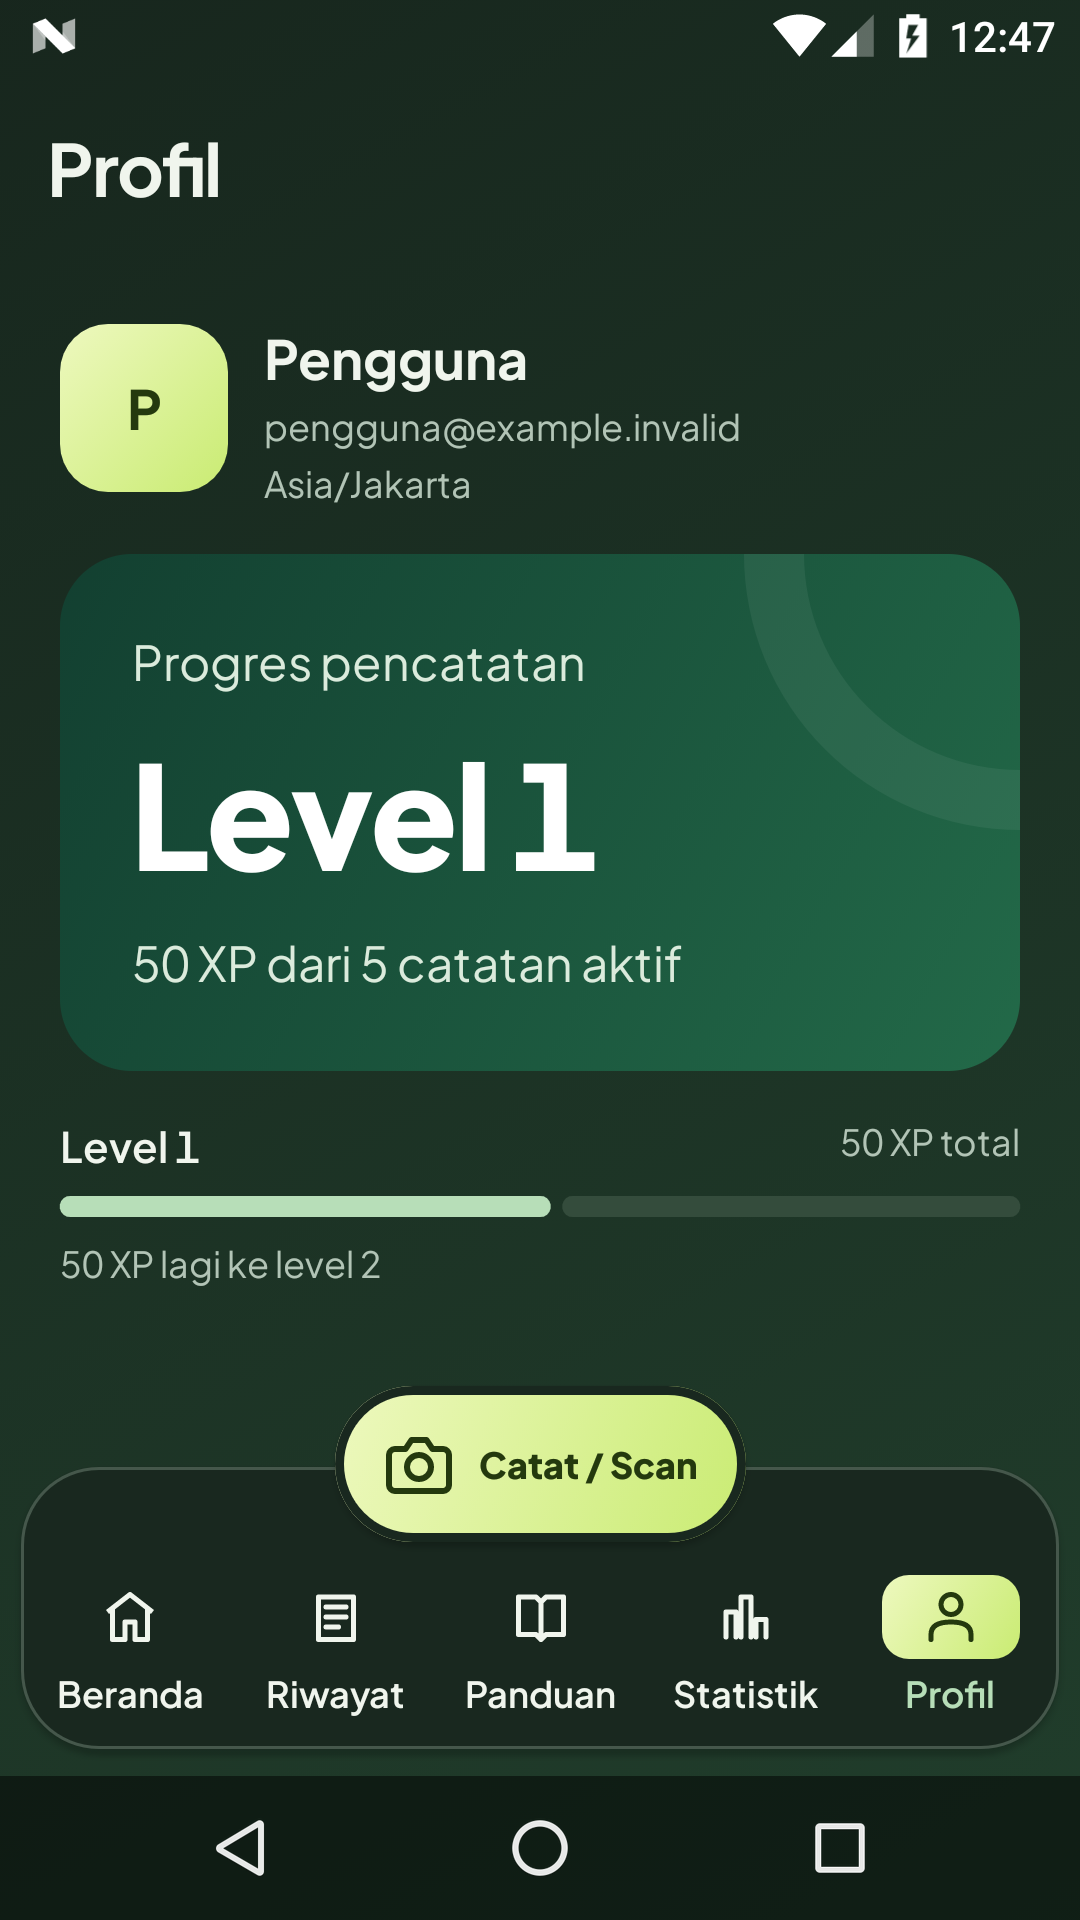 12:47
Profil
P
Pengguna
pengguna@example.invalid
Asia/Jakarta
Progres pencatatan
Level 1
50 XP dari 5 catatan aktif
Level 1
50 XP total
50 XP lagi ke level 2
Catat / Scan
Beranda
Riwayat
Panduan
Statistik
Profil